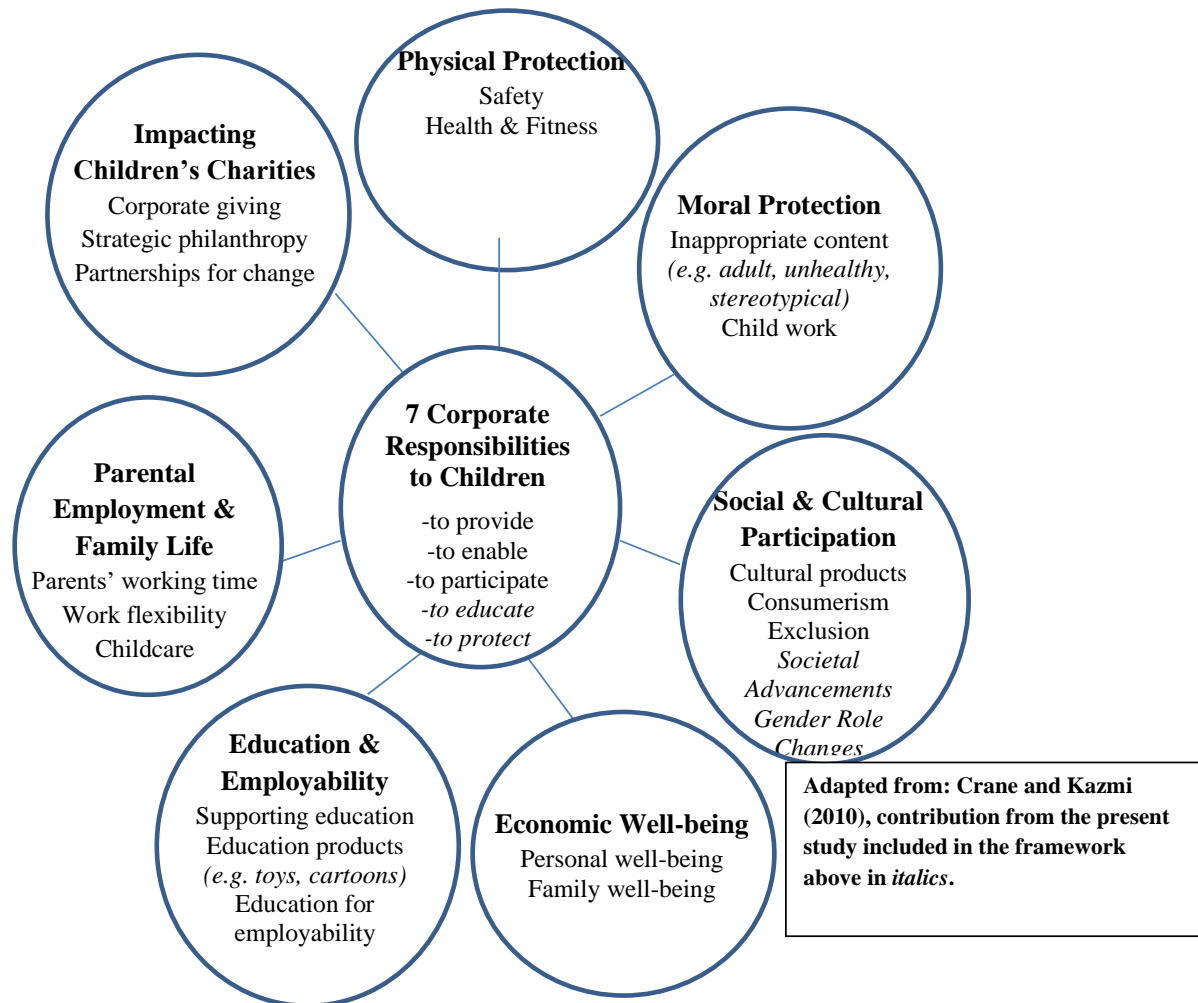 Physical Protection
Safety
Health & Fitness
Impacting
Children’s Charities
Corporate giving
Strategic philanthropy
Partnerships for change
Moral Protection
Inappropriate content
(e.g. adult, unhealthy,
stereotypical)
Child work
7 Corporate
Responsibilities
to Children
-to provide
-to enable
-to participate
-to educate
-to protect
Parental
Employment &
Family Life
Parents’ working time
Work flexibility
Childcare
Social & Cultural
Participation
Cultural products
Consumerism
Exclusion
Societal
Advancements
Gender Role
Changes
Education &
Employability
Supporting education
Education products
(e.g. toys, cartoons)
Education for
employability
Economic Well-being
Personal well-being
Family well-being
Adapted from: Crane and Kazmi
(2010), contribution from the present
study included in the framework
above in italics.